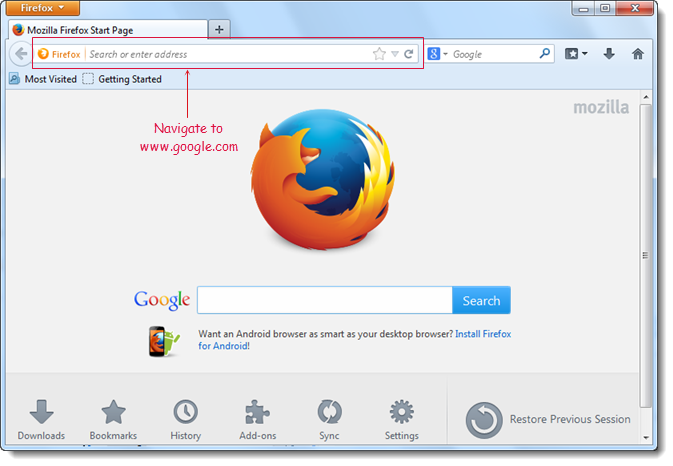 Firefox
Mozilla Firefox Start Page
Firefox Search or enter address
Google
Most Visited Getting Started
mozilla
Navigate to
www.google.com
Google Search
Want an Android browser as smart as your desktop browser? Install Firefox
for Android!
Downloads Bookmarks History Add-ons Sync Settings Restore Previous Session